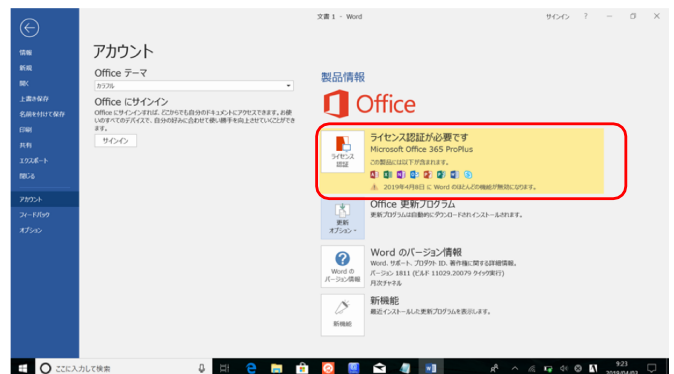 文書 1 - Word
サインイン ?
情報
新規
開く
上書き保存
名前を付けて保存
印刷
共有
エクスポート
閉じる
アカウント
フィードバック
オプション
アカウント
Office テーマ
カラフル
Office にサインイン
Office にサインインすれば、どこからでも自分のドキュメントにアクセスできます。お使
いのすべてのデバイスで、自分の好みに合わせて使い勝手を向上させていくことができ
ます。
サインイン
製品情報
Office
ライセンス
認証
ライセンス認証が必要です
Microsoft Office 365 ProPlus
この製品には以下が含まれます。
2019年4月8日 に Word のほとんどの機能が無効になります。
更新
オプション
Office 更新プログラム
更新プログラムは自動的にダウンロードされインストールされます。
Word の
バージョン情報
Word のバージョン情報
Word、サポート、プロダクト ID、著作権に関する詳細情報。
バージョン 1811 (ビルド 11029.20079 クイック実行)
月次チャネル
新機能
新機能
最近インストールした更新プログラムを表示します。
ここに入力して検索
9:23
2019/04/03